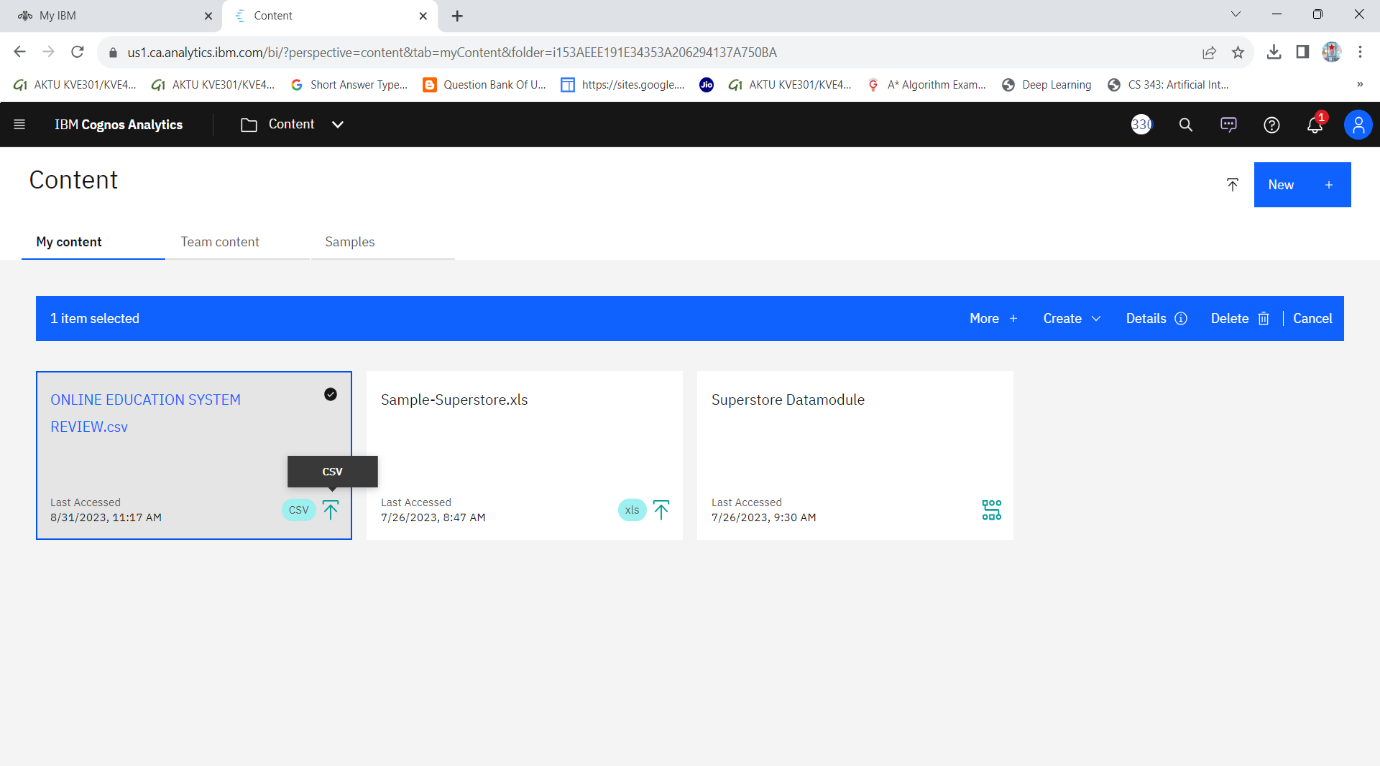 My IBM
Content
us1.ca.analytics.ibm.com/bi/?perspective=content&tab=myContent&folder=i153AEEE191E34353A206294137A750BA
AKTU KVE301/KVE4... AKTU KVE301/KVE4... Short Answer Type... Question Bank Of U... https://sites.google.... Jio AKTU KVE301/KVE4... A* Algorithm Exam... Deep Learning CS 343: Artificial Int... »
IBM Cognos Analytics Content 1
Content
New +
My content Team content Samples
1 item selected More + Create Details Delete Cancel
ONLINE EDUCATION SYSTEM
REVIEW.csv
CSV
Last Accessed
8/31/2023, 11:17 AM
CSV
Sample-Superstore.xls
Last Accessed
7/26/2023, 8:47 AM
xls
Superstore Datamodule
Last Accessed
7/26/2023, 9:30 AM